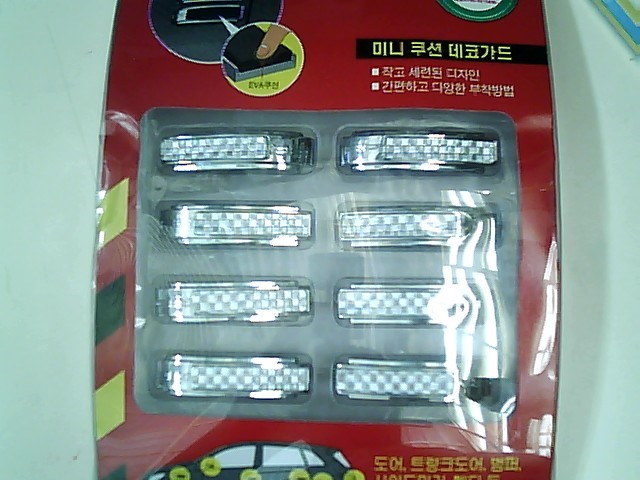 EVA쿠션
미니 쿠션 데코가드
■ 작고 세련된 디자인
■ 간편하고 다양한 부착방법
도어, 트렁크도어, 범퍼,